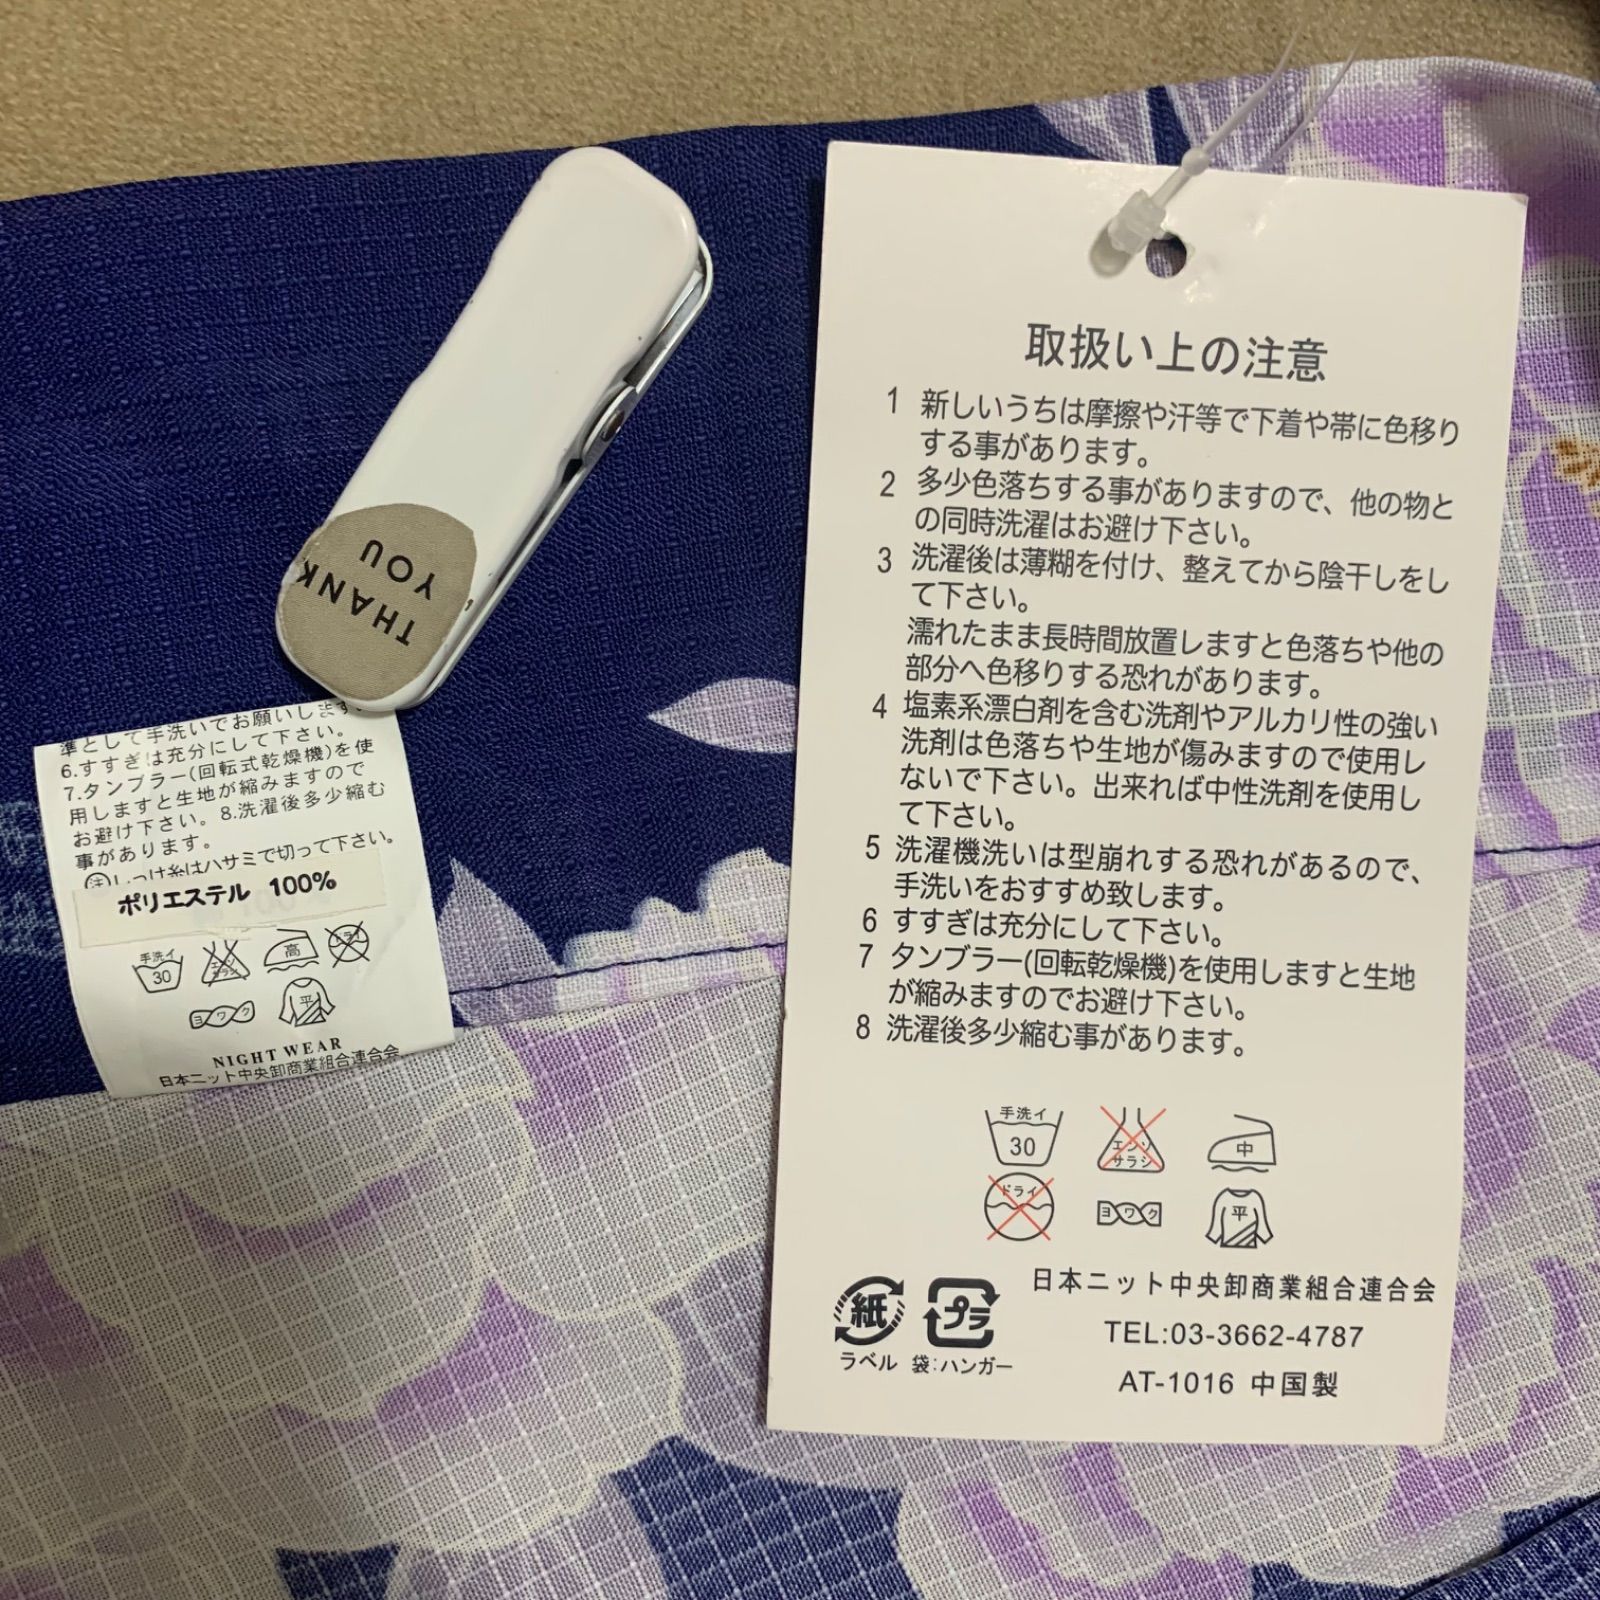 THANK
YOU
準として手洗いでお願いします。
6.すすぎは充分にして下さい。
7.タンブラー(回転式乾燥機)を使
用しますと生地が縮みますので
お避け下さい。8.洗濯後多少縮む
事があります。
注しつけ糸はハサミで切って下さい。
ポリエステル 100%
手洗イ
30
エンソ
サラシ
高
ドライ
ヨワク
平
NIGHT WEAR
日本ニット中央卸商業組合連合会
取扱い上の注意
1 新しいうちは摩擦や汗等で下着や帯に色移り
する事があります。
2 多少色落ちする事がありますので、他の物と
の同時洗濯はお避け下さい。
3 洗濯後は薄糊を付け、整えてから陰干しをし
て下さい。
濡れたまま長時間放置しますと色落ちや他の
部分へ色移りする恐れがあります。
4 塩素系漂白剤を含む洗剤やアルカリ性の強い
洗剤は色落ちや生地が傷みますので使用し
ないで下さい。出来れば中性洗剤を使用し
て下さい。
5 洗濯機洗いは型崩れする恐れがあるので、
手洗いをおすすめ致します。
6 すすぎは充分にして下さい。
7 タンブラー(回転乾燥機)を使用しますと生地
が縮みますのでお避け下さい。
8 洗濯後多少縮む事があります。
手洗イ
30
エンソ
サラシ
中
ドライ
ヨワク
平
紙
プラ
ラベル 袋:ハンガー
日本ニット中央卸商業組合連合会
TEL:03-3662-4787
AT-1016 中国製